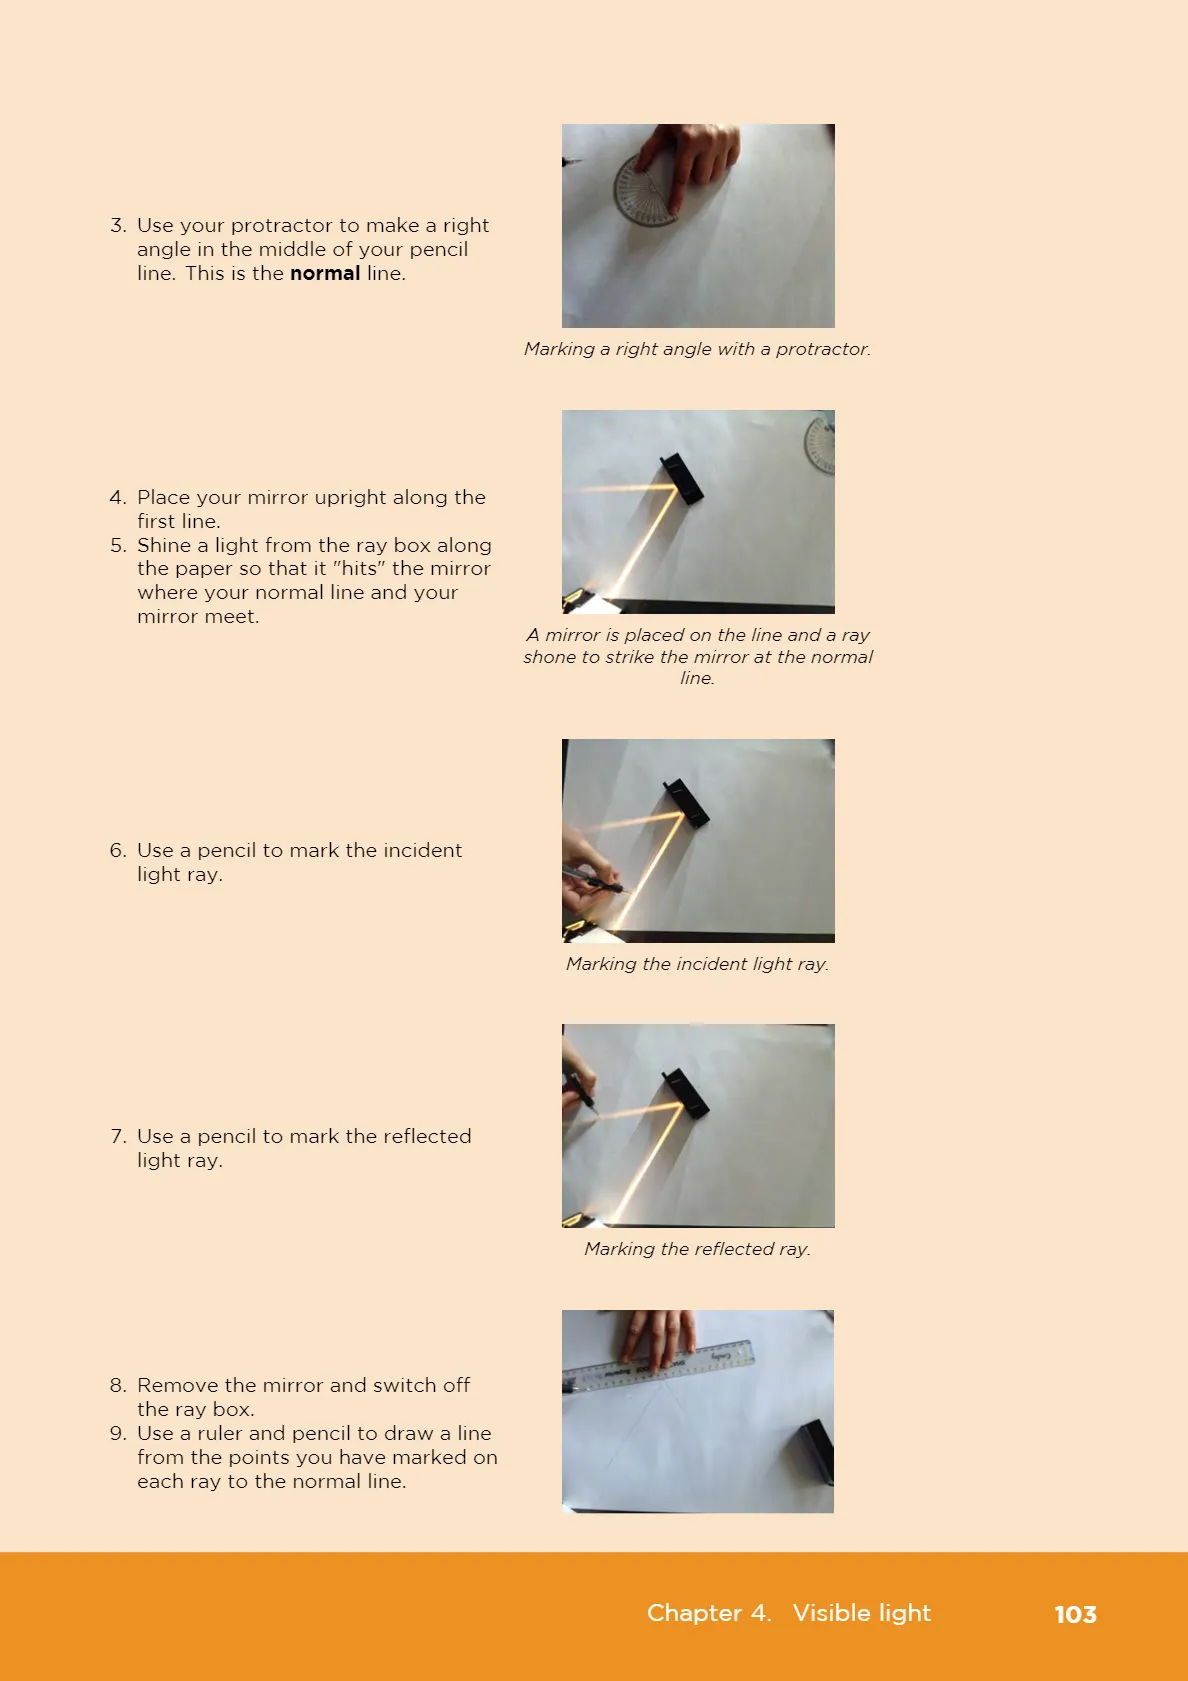 3. Use your protractor to make a right
angle in the middle of your pencil
line. This is the normal line.
Marking a right angle with a protractor.
4. Place your mirror upright along the
first line.
5. Shine a light from the ray box along
the paper so that it "hits" the mirror
where your normal line and your
mirror meet.
A mirror is placed on the line and a ray
shone to strike the mirror at the normal
line.
6. Use a pencil to mark the incident
light ray.
Marking the incident light ray.
7. Use a pencil to mark the reflected
light ray.
Marking the reflected ray.
8. Remove the mirror and switch off
the ray box.
9. Use a ruler and pencil to draw a line
from the points you have marked on
each ray to the normal line.
Chapter 4. Visible light 103